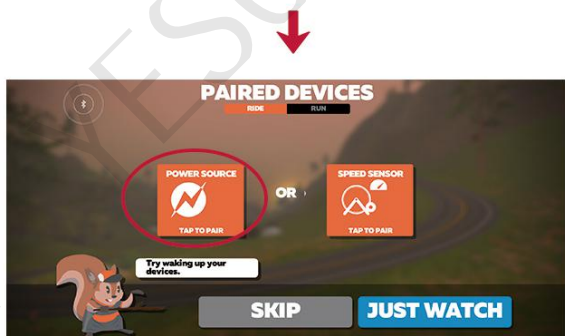 PAIRED DEVICES
RIDE RUN
POWER SOURCE
TAP TO PAIR
OR
SPEED SENSOR
TAP TO PAIR
Try waking up your
devices.
SKIP
JUST WATCH